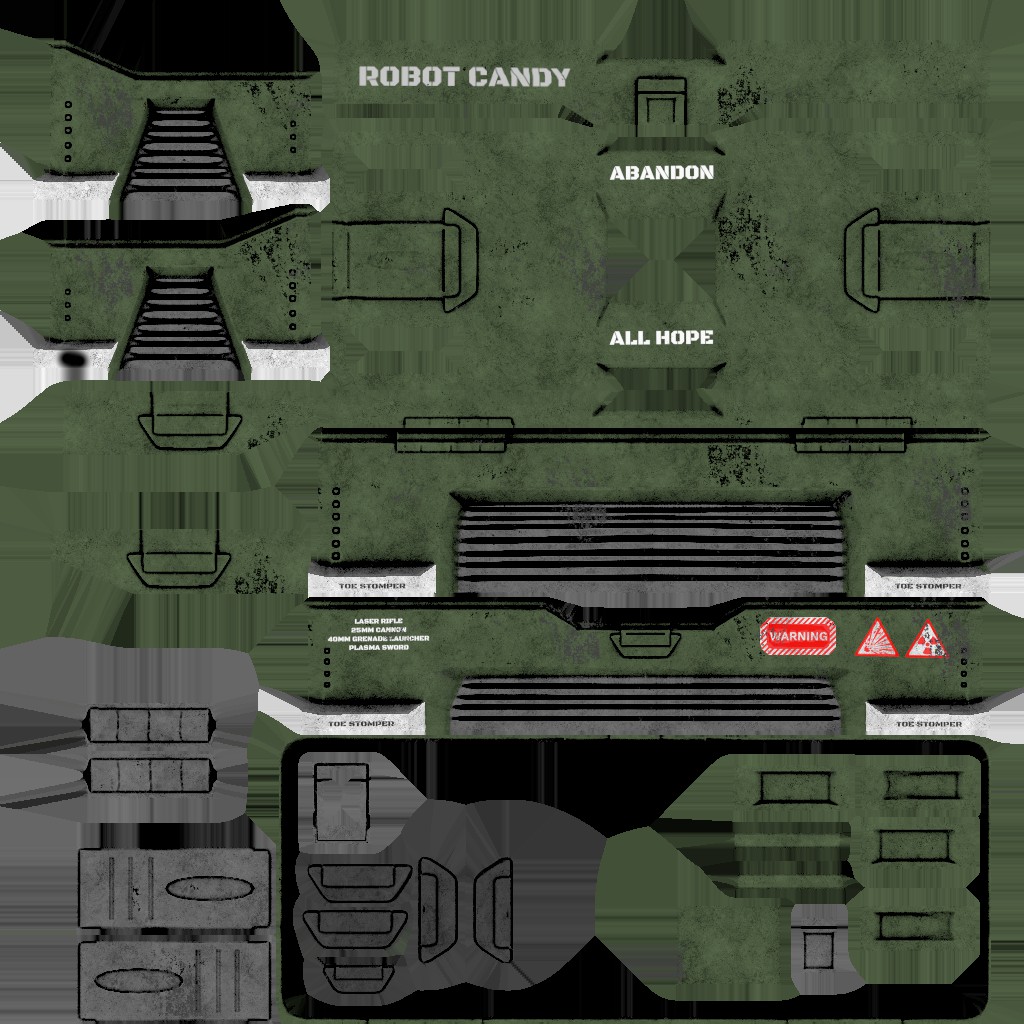 ROBOT CANDY
ABANDON
ALL HOPE
TOE STOMPER
TOE STOMPER
LASER RIFLE
25MM CANNON
40MM GRENADE LAUNCHER
PLASMA SWORD
WARNING
TOE STOMPER
TOE STOMPER